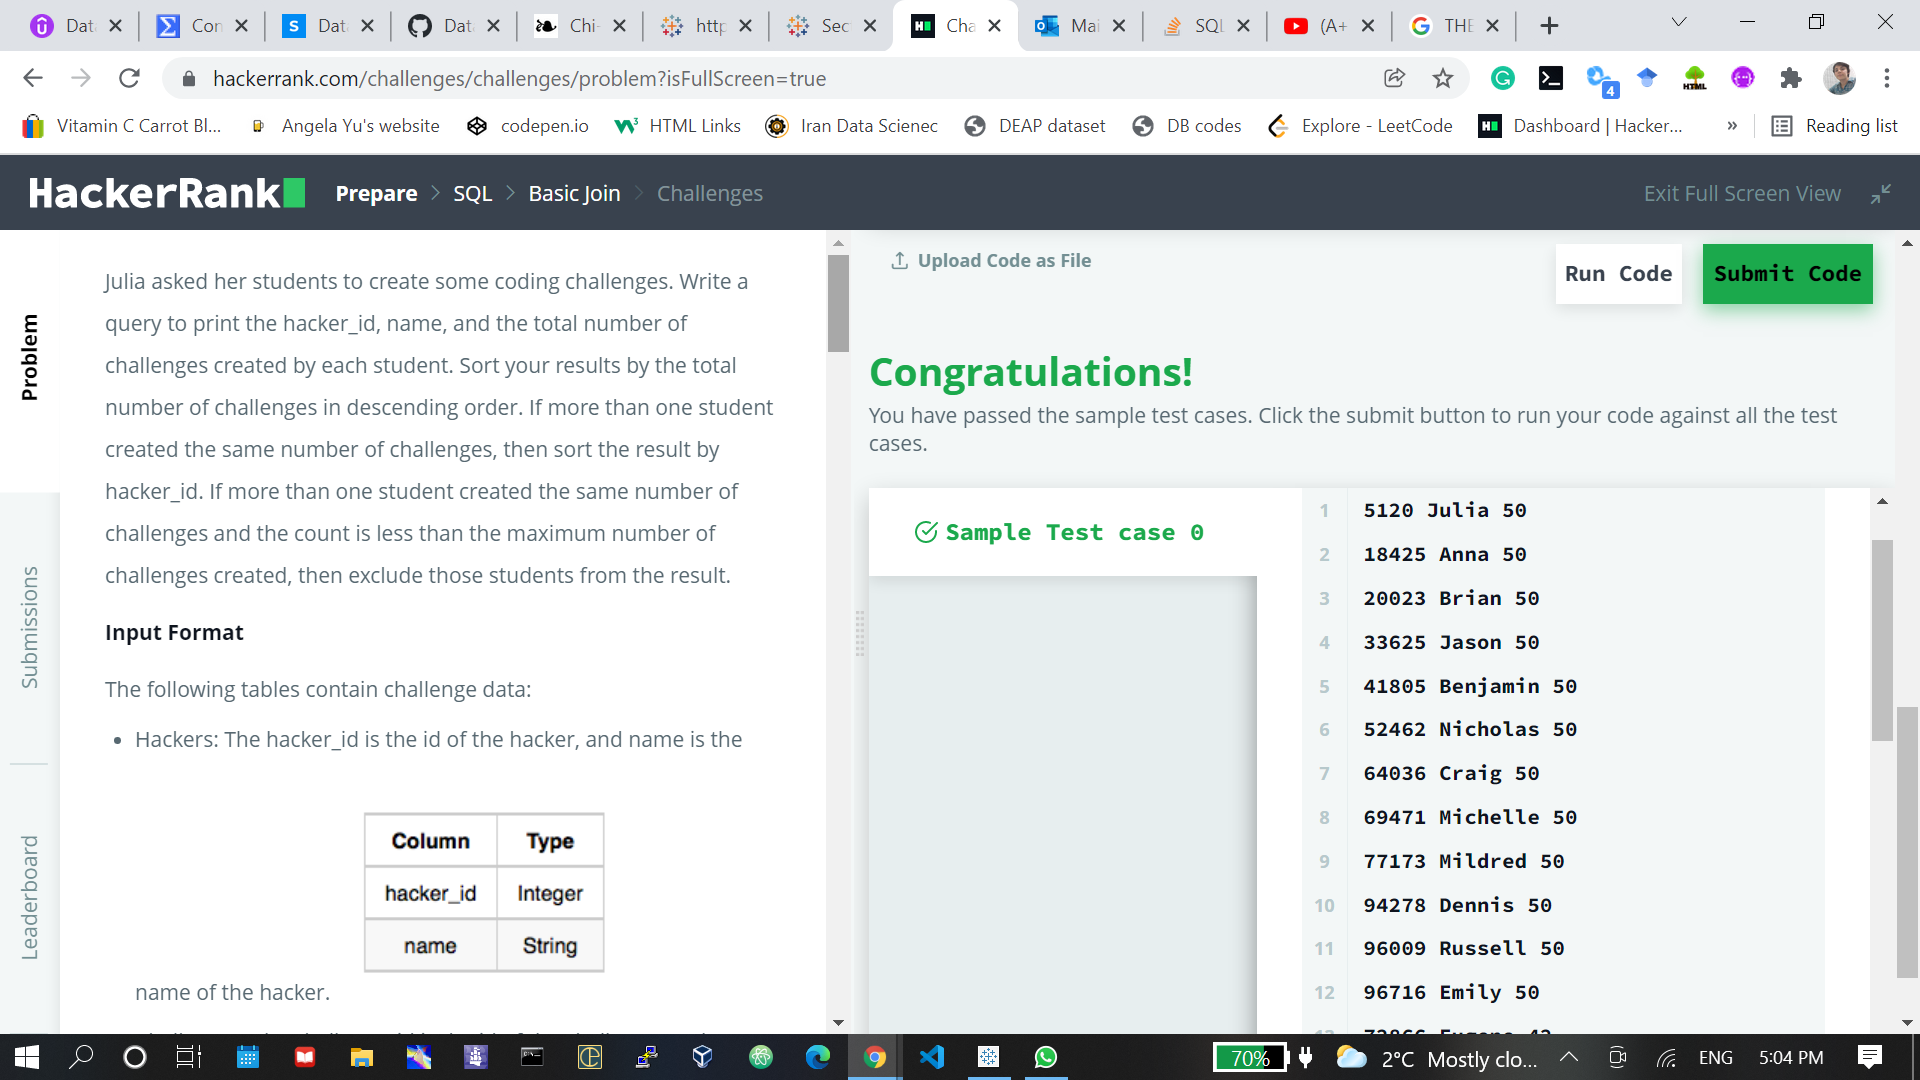 Dat
Con
Dat
Dat
Chi-
http
Sec
Cha
Mai
SQL
(A+
THE
hackerrank.com/challenges/challenges/problem?isFullScreen=true
4
HTML
Vitamin C Carrot Bl...
Angela Yu's website
codepen.io
HTML Links
Iran Data Scienec
DEAP dataset
DB codes
Explore - LeetCode
Dashboard | Hacker...
»
Reading list
HackerRank
Prepare > SQL > Basic Join > Challenges
Exit Full Screen View
Problem
Submissions
Leaderboard
Julia asked her students to create some coding challenges. Write a
query to print the hacker_id, name, and the total number of
challenges created by each student. Sort your results by the total
number of challenges in descending order. If more than one student
created the same number of challenges, then sort the result by
hacker_id. If more than one student created the same number of
challenges and the count is less than the maximum number of
challenges created, then exclude those students from the result.
Input Format
The following tables contain challenge data:
• Hackers: The hacker_id is the id of the hacker, and name is the
Column Type
hacker_id Integer
name String
name of the hacker.
Upload Code as File
Run Code
Submit Code
Congratulations!
You have passed the sample test cases. Click the submit button to run your code against all the test
cases.
Sample Test case 0
1 5120 Julia 50
2 18425 Anna 50
3 20023 Brian 50
4 33625 Jason 50
5 41805 Benjamin 50
6 52462 Nicholas 50
7 64036 Craig 50
8 69471 Michelle 50
9 77173 Mildred 50
10 94278 Dennis 50
11 96009 Russell 50
12 96716 Emily 50
70%
2°C Mostly clo...
ENG
5:04 PM